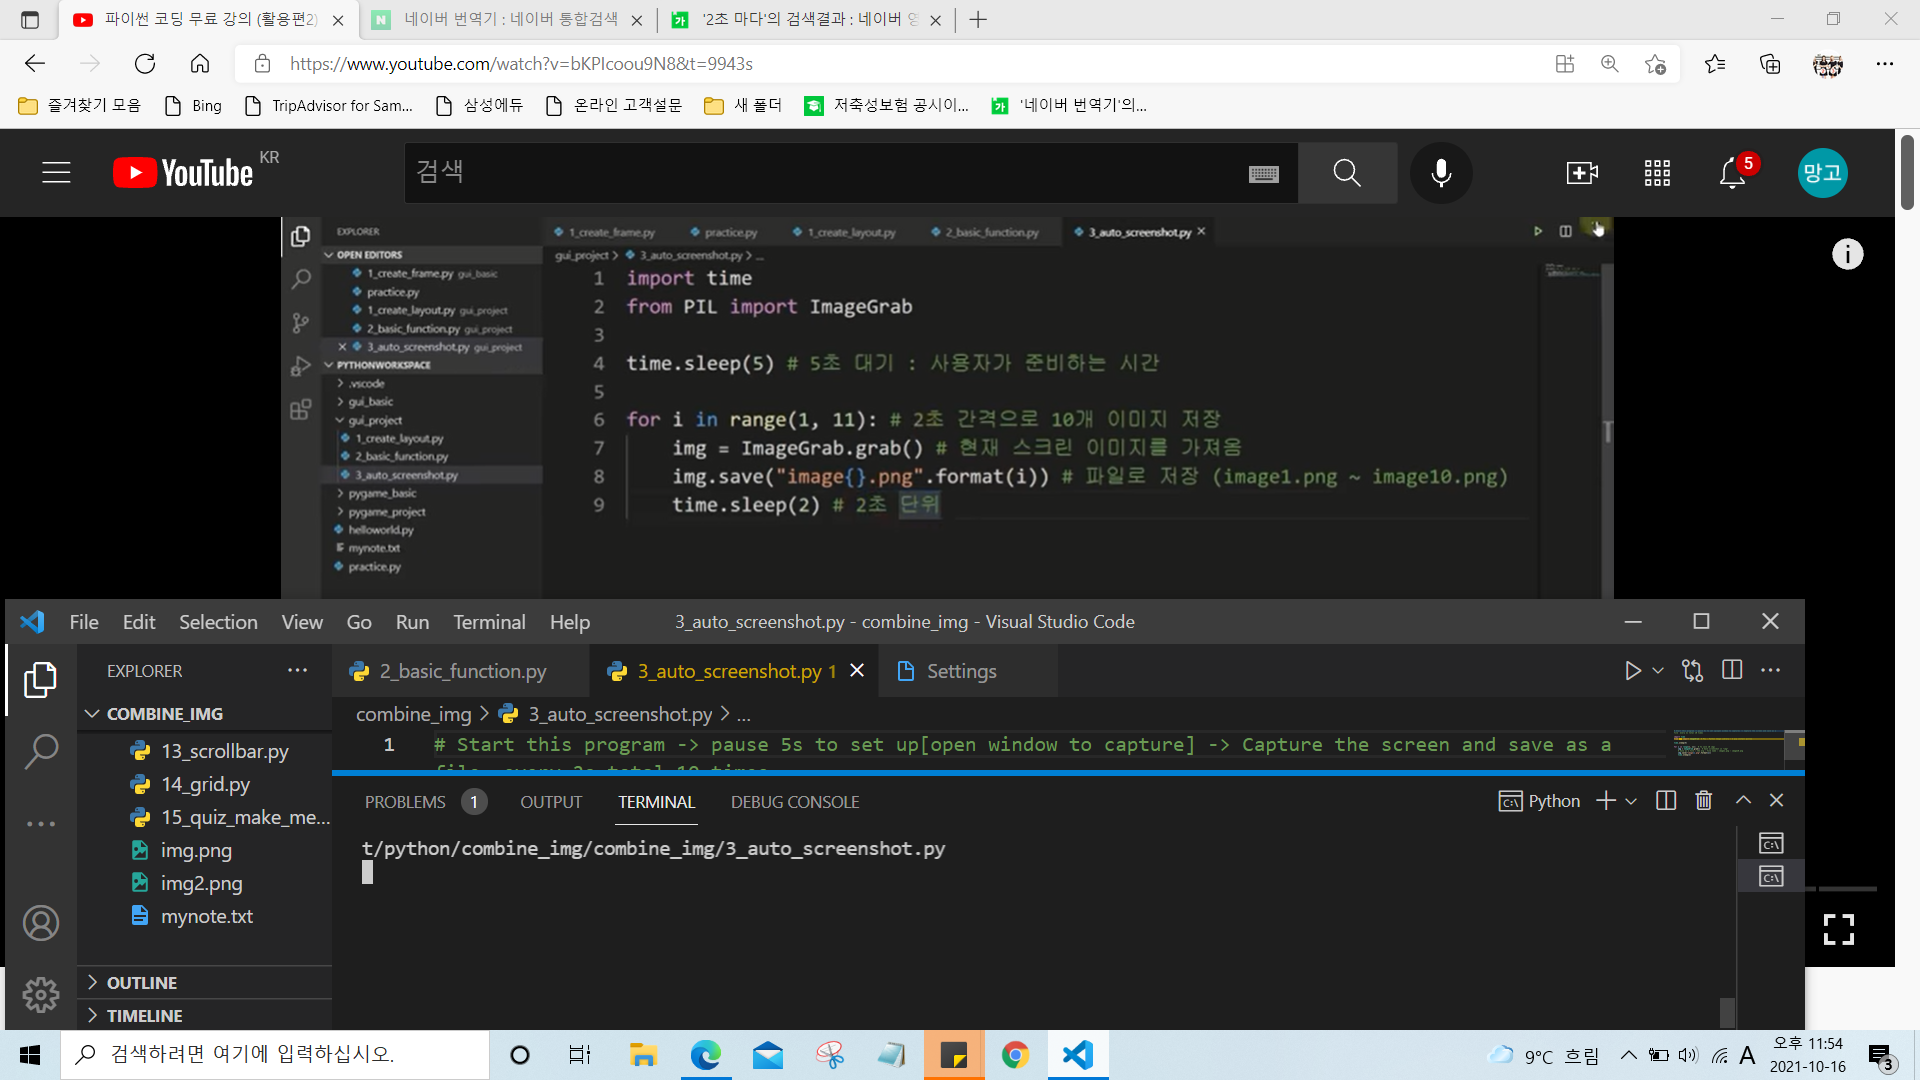 파이썬 코딩 무료 강의 (활용편2)
네이버 번역기 : 네이버 통합검색
'2초 마다'의 검색결과 : 네이버 영
https://www.youtube.com/watch?v=bKPIcoou9N8&t=9943s
즐겨찾기 모음 Bing TripAdvisor for Sam... 삼성에듀 온라인 고객설문 새 폴더 저축성보험 공시이... '네이버 번역기'의...
YouTube KR
검색
5
망고
EXPLORER
1_create_frame.py practice.py 1_create_layout.py 2_basic_function.py 3_auto_screenshot.py
OPEN EDITORS
1_create_frame.py gui_basic
practice.py
1_create_layout.py gui_project
2_basic_function.py gui_project
3_auto_screenshot.py gui_project
PYTHONWORKSPACE
.vscode
gui_basic
gui_project
1_create_layout.py
2_basic_function.py
3_auto_screenshot.py
pygame_basic
pygame_project
helloworld.py
mynote.txt
practice.py
gui_project > 3_auto_screenshot.py > ...
1 import time
2 from PIL import ImageGrab
3
4 time.sleep(5) # 5초 대기 : 사용자가 준비하는 시간
5
6 for i in range(1, 11): # 2초 간격으로 10개 이미지 저장
7 img = ImageGrab.grab() # 현재 스크린 이미지를 가져옴
8 img.save("image{}.png".format(i)) # 파일로 저장 (image1.png ~ image10.png)
9 time.sleep(2) # 2초 단위
File Edit Selection View Go Run Terminal Help
3_auto_screenshot.py - combine_img - Visual Studio Code
EXPLORER
2_basic_function.py 3_auto_screenshot.py 1 Settings
COMBINE_IMG
13_scrollbar.py
14_grid.py
15_quiz_make_me...
img.png
img2.png
mynote.txt
OUTLINE
TIMELINE
combine_img > 3_auto_screenshot.py > ...
1 # Start this program -> pause 5s to set up[open window to capture] -> Capture the screen and save as a
PROBLEMS 1 OUTPUT TERMINAL DEBUG CONSOLE
Python
t/python/combine_img/combine_img/3_auto_screenshot.py
검색하려면 여기에 입력하십시오.
9°C 흐림
A
오후 11:54
2021-10-16
3